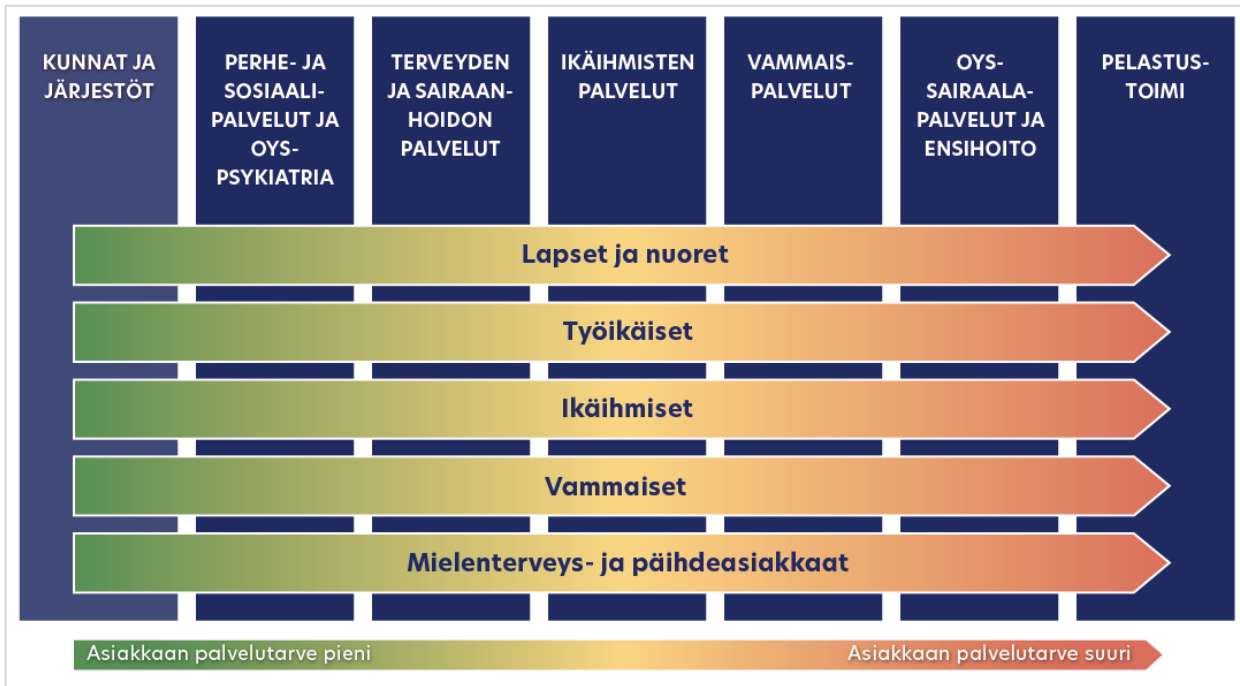 KUNNAT JA
JÄRJESTÖT
PERHE- JA
SOSIAALI-
PALVELUT JA
OYS-
PSYKIATRIA
TERVEYDEN
JA SAIRAAN-
HOIDON
PALVELUT
IKÄIHMISTEN
PALVELUT
VAMMAIS-
PALVELUT
OYS-
SAIRAALA-
PALVELUT JA
ENSIHOITO
PELASTUS-
TOIMI
Lapset ja nuoret
Työikäiset
Ikäihmiset
Vammaiset
Mielenterveys- ja päihdeasiakkaat
Asiakkaan palvelutarve pieni
Asiakkaan palvelutarve suuri